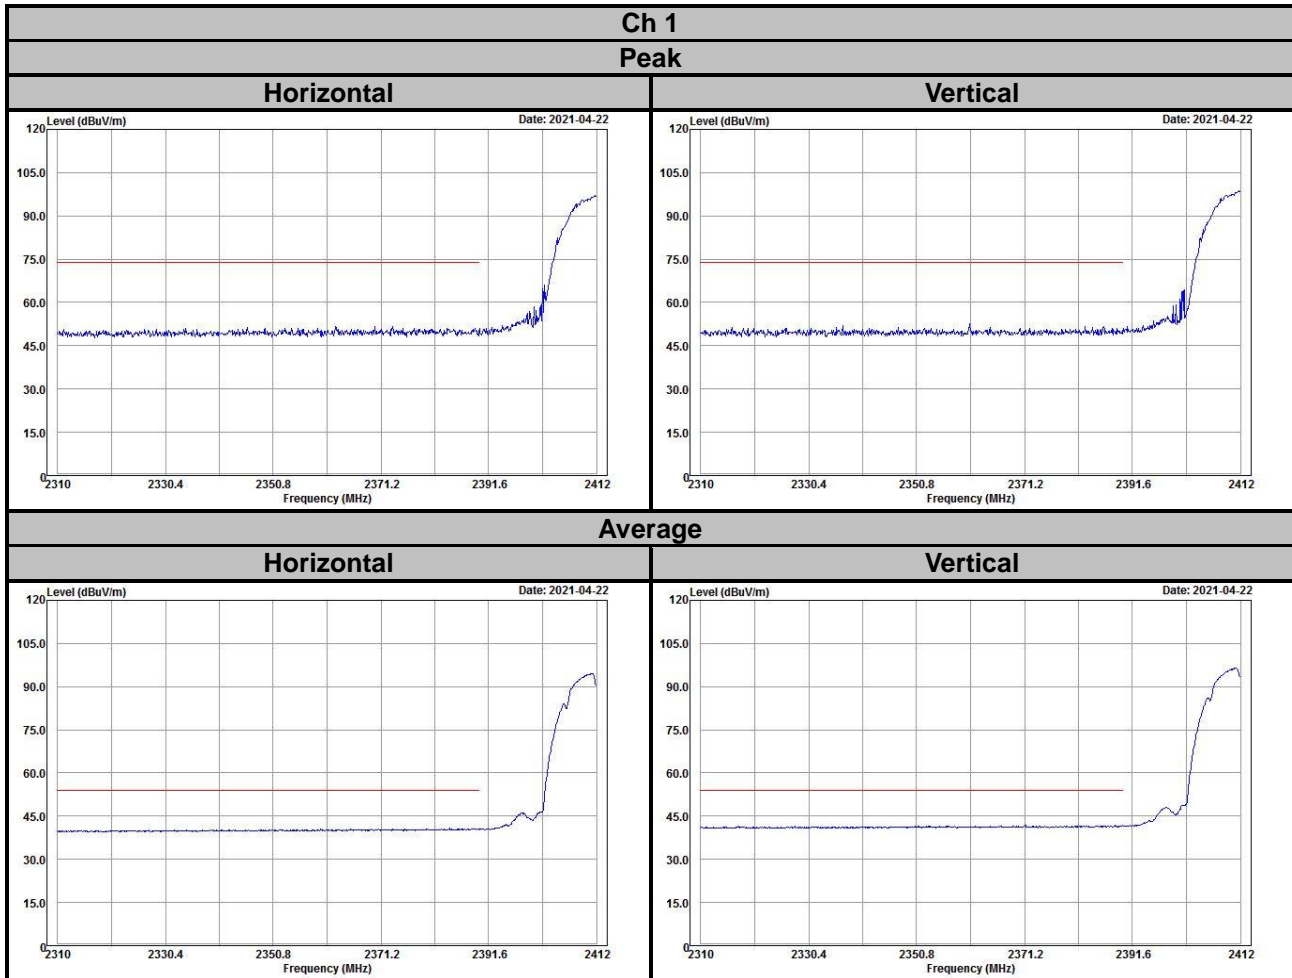 Ch 1
Peak
Horizontal Vertical
Level (dBuV/m) Date: 2021-04-22 Level (dBuV/m) Date: 2021-04-22
120 120
105.0 105.0
90.0 90.0
75.0 75.0
60.0 60.0
45.0 45.0
30.0 30.0
15.0 15.0
0 0
2310 2330.4 2350.8 2371.2 2391.6 2412 2310 2330.4 2350.8 2371.2 2391.6 2412
Frequency (MHz) Frequency (MHz)
Average
Horizontal Vertical
Level (dBuV/m) Date: 2021-04-22 Level (dBuV/m) Date: 2021-04-22
120 120
105.0 105.0
90.0 90.0
75.0 75.0
60.0 60.0
45.0 45.0
30.0 30.0
15.0 15.0
0 0
2310 2330.4 2350.8 2371.2 2391.6 2412 2310 2330.4 2350.8 2371.2 2391.6 2412
Frequency (MHz) Frequency (MHz)